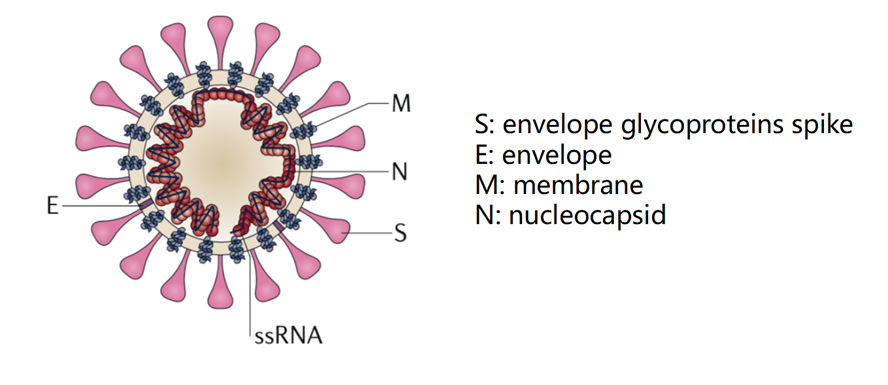 M
N
E
S
ssRNA
S: envelope glycoproteins spike
E: envelope
M: membrane
N: nucleocapsid